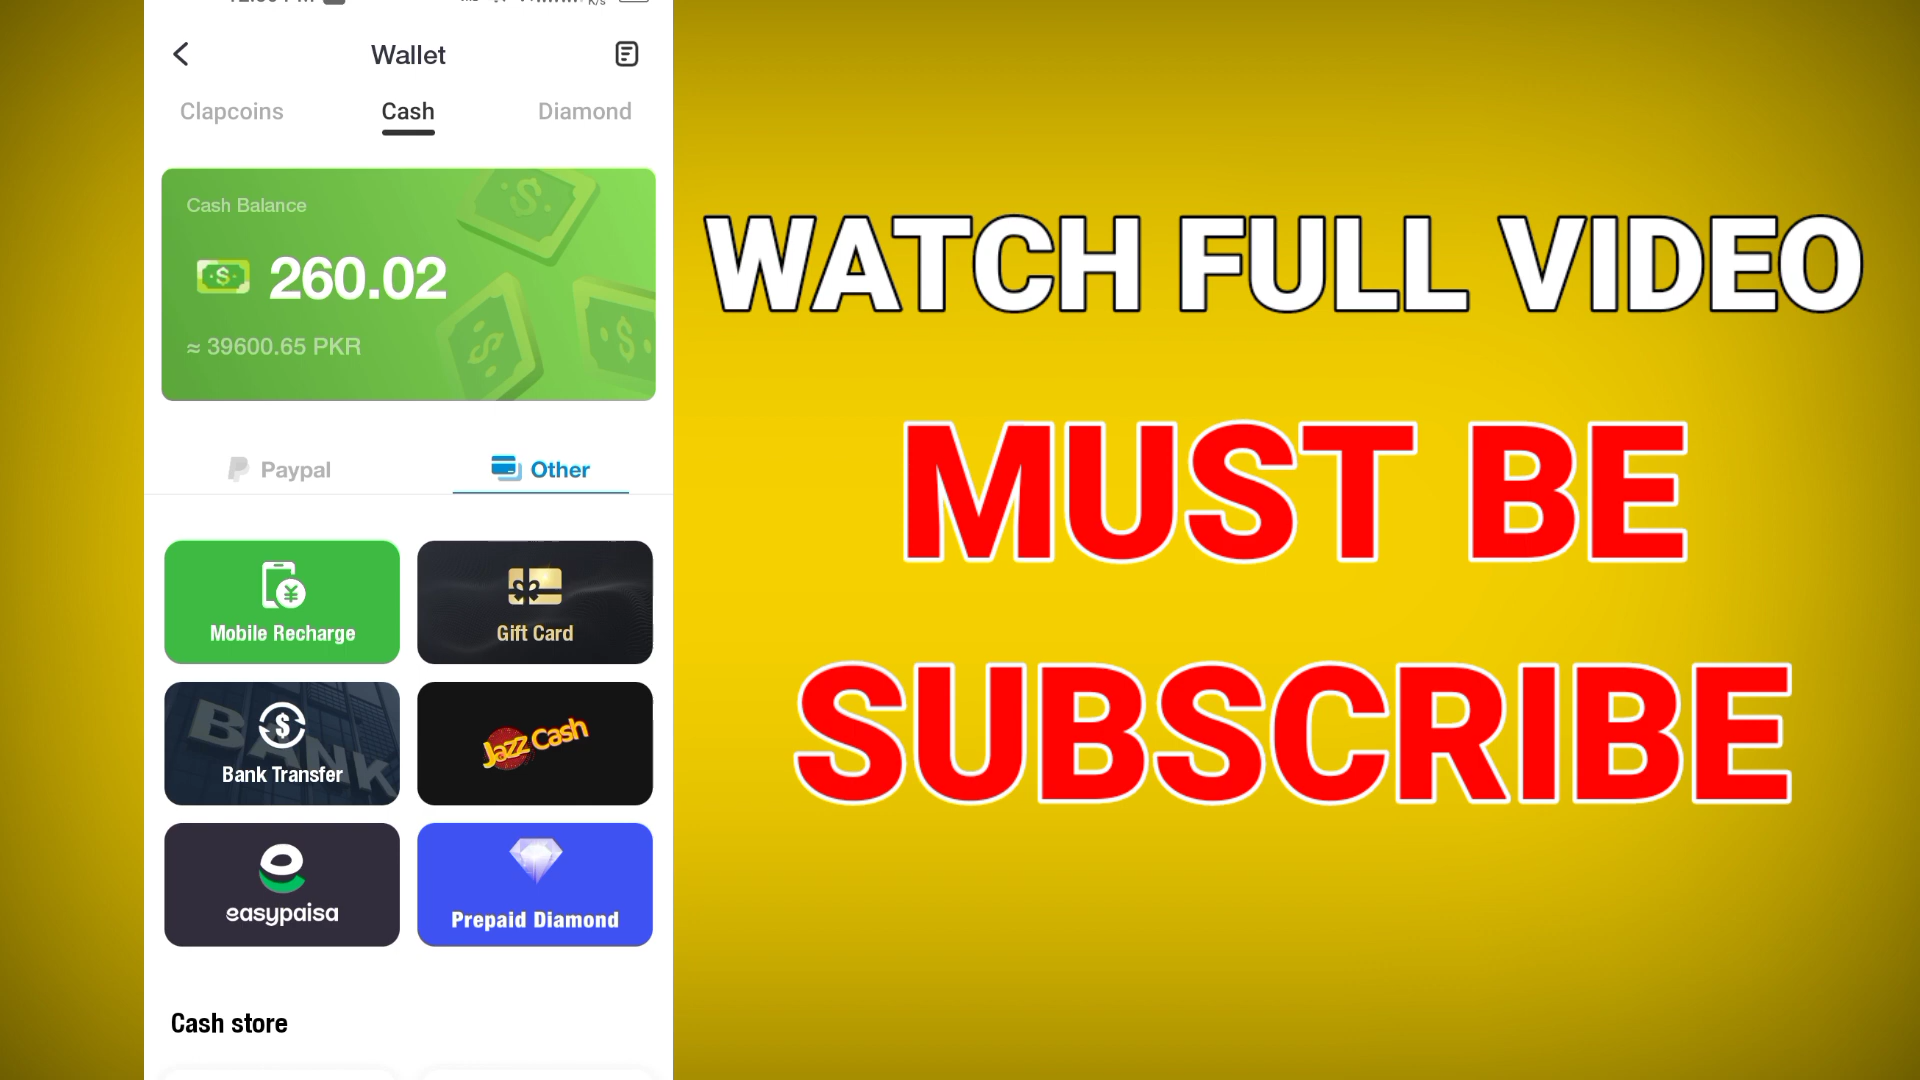 Wallet
Clapcoins Cash Diamond
Cash Balance
260.02
≈ 39600.65 PKR
Paypal Other
Mobile Recharge Gift Card
BANK
Bank Transfer Jazz Cash
easypaisa Prepaid Diamond
Cash store
WATCH FULL VIDEO
MUST BE
SUBSCRIBE